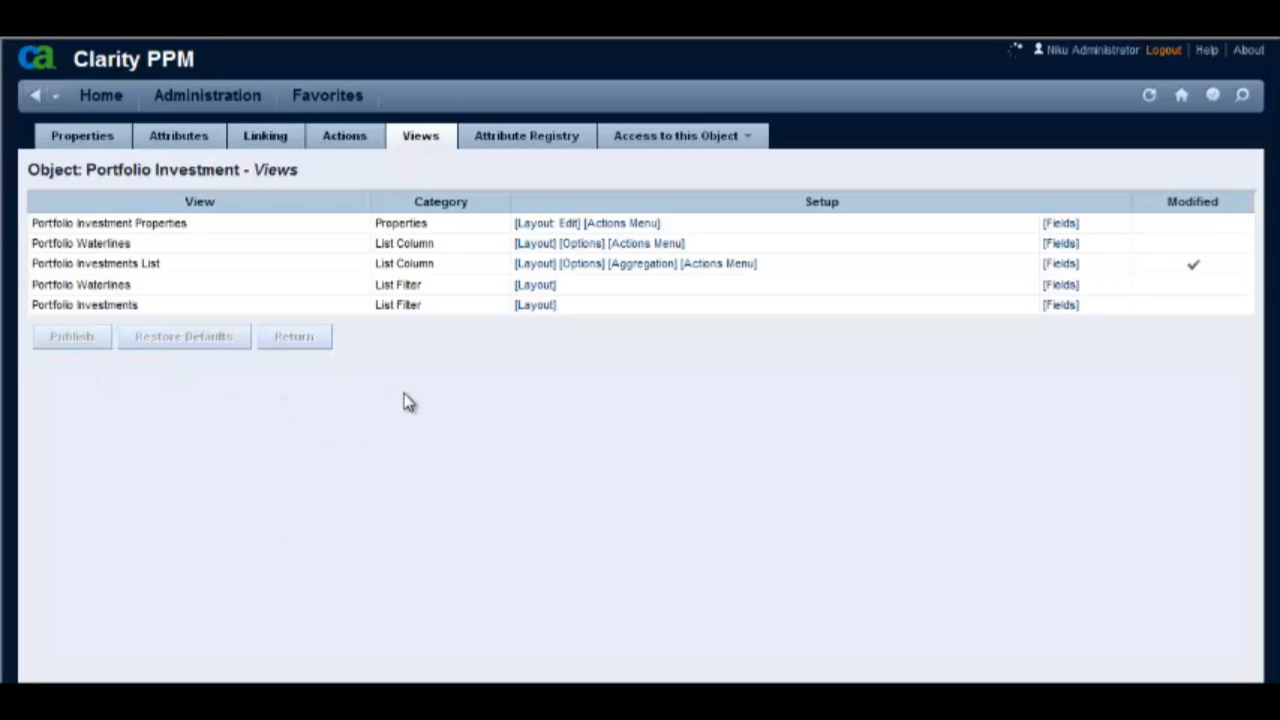 ca Clarity PPM
Niku Administrator Logout | Help | About
Home Administration Favorites
Properties Attributes Linking Actions Views Attribute Registry Access to this Object
Object: Portfolio Investment - Views
View Category Setup Modified
Portfolio Investment Properties Properties [Layout: Edit] [Actions Menu] [Fields]
Portfolio Waterlines List Column [Layout] [Options] [Actions Menu] [Fields]
Portfolio Investments List List Column [Layout] [Options] [Aggregation] [Actions Menu] [Fields]
Portfolio Waterlines List Filter [Layout] [Fields]
Portfolio Investments List Filter [Layout] [Fields]
Publish Restore Defaults Return